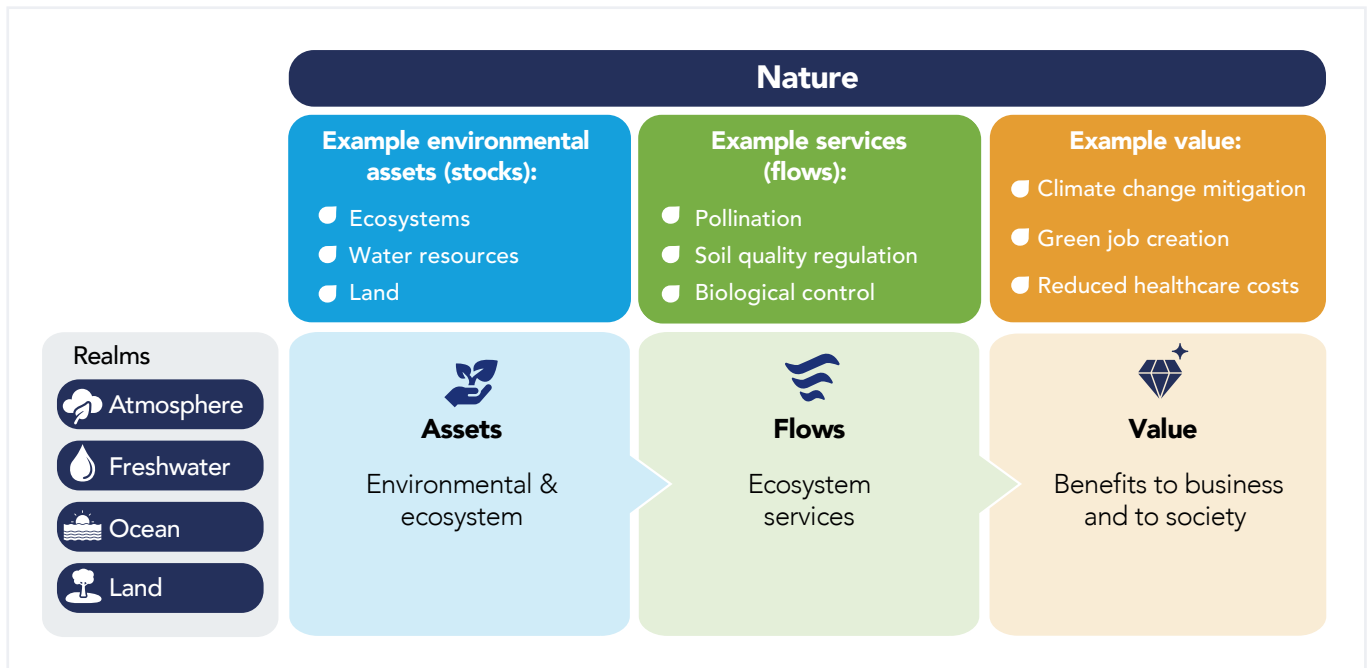 Nature
Example environmental
assets (stocks):
Ecosystems
Water resources
Land
Example services
(flows):
Pollination
Soil quality regulation
Biological control
Example value:
Climate change mitigation
Green job creation
Reduced healthcare costs
Realms
Atmosphere
Freshwater
Ocean
Land
Assets
Environmental &
ecosystem
Flows
Ecosystem
services
Value
Benefits to business
and to society